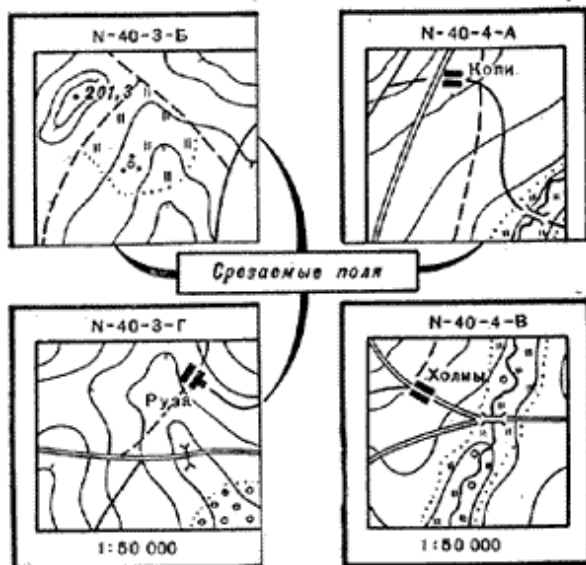 N-40-3-Б
201,3
N-40-4-А
Копи
Срезаемые поля
N-40-3-Г
Руза
1:50 000
N-40-4-В
Холмы
1:50 000